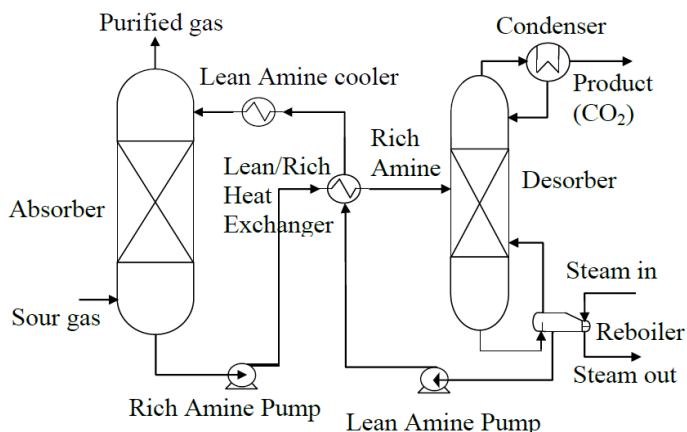 Purified gas
Condenser
Lean Amine cooler
Product
(CO₂)
Rich
Amine
Lean/Rich
Heat
Exchanger
Desorber
Absorber
Steam in
Sour gas
Reboiler
Steam out
Rich Amine Pump
Lean Amine Pump